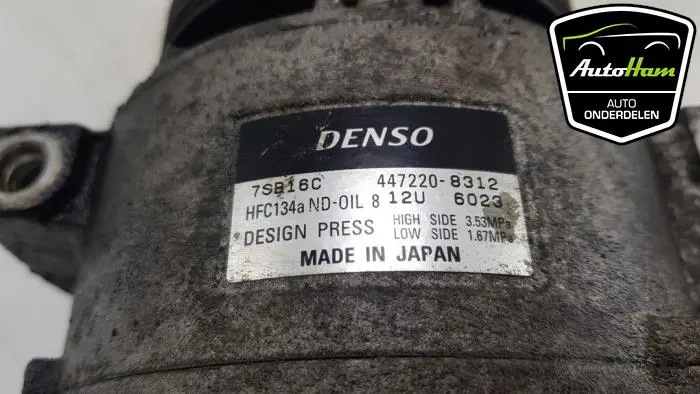 AutoHam
AUTO
ONDERDELEN
DENSO
7SB16C 447220-8312
HFC134a ND-OIL 8 12U 6023
DESIGN PRESS HIGH SIDE 3.53MPa
LOW SIDE 1.67MPa
MADE IN JAPAN